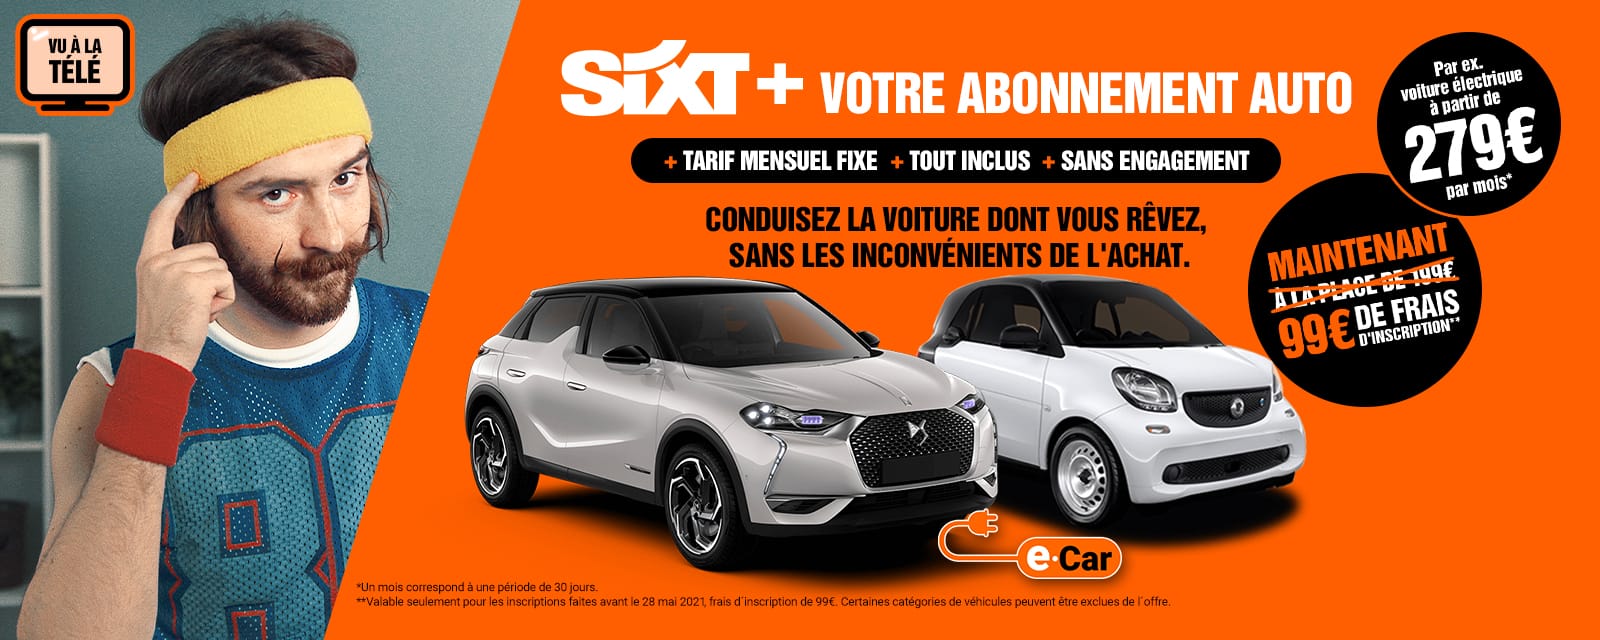 VU À LA
TÉLÉ
SIXT + VOTRE ABONNEMENT AUTO
+ TARIF MENSUEL FIXE + TOUT INCLUS + SANS ENGAGEMENT
CONDUISEZ LA VOITURE DONT VOUS RÊVEZ,
SANS LES INCONVÉNIENTS DE L'ACHAT.
Par ex.
voiture électrique
à partir de
279€
par mois*
MAINTENANT
À LA PLACE DE 199€
99€ DE FRAIS
D'INSCRIPTION**
e·Car
*Un mois correspond à une période de 30 jours.
**Valable seulement pour les inscriptions faites avant le 28 mai 2021, frais d´inscription de 99€. Certaines catégories de véhicules peuvent être exclues de l´offre.